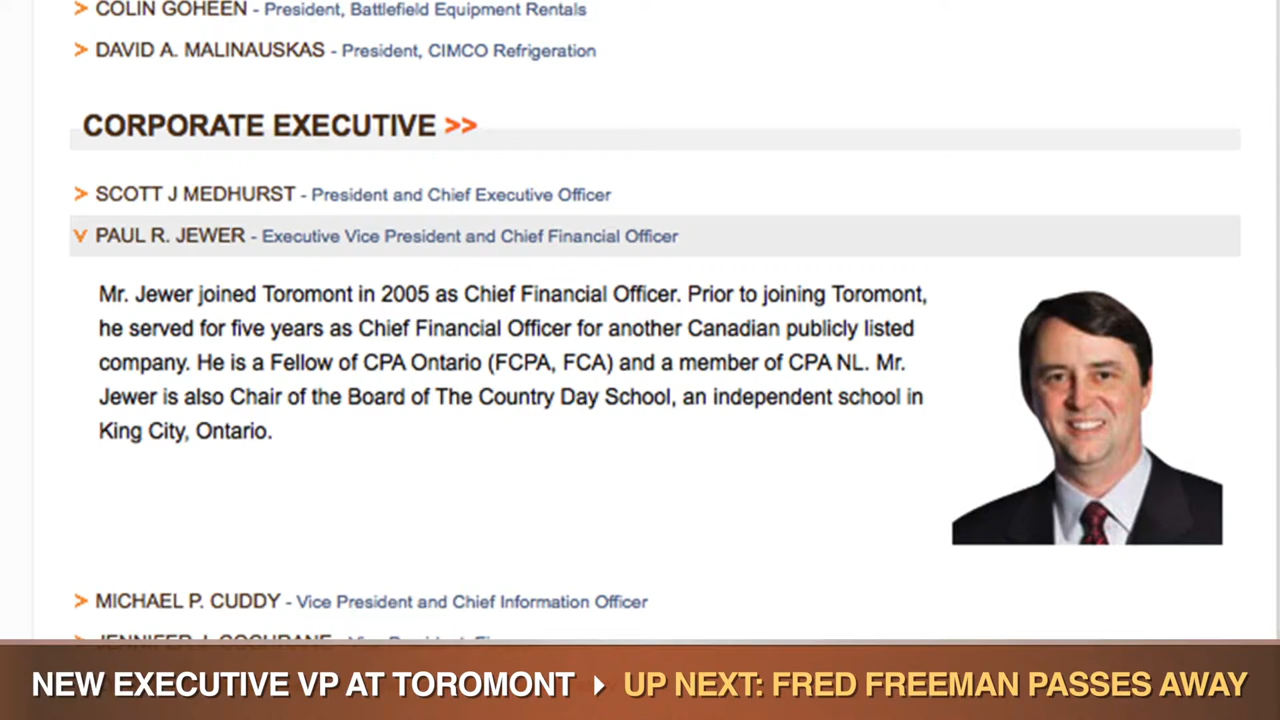 > COLIN GOHEEN - President, Battlefield Equipment Rentals
> DAVID A. MALINAUSKAS - President, CIMCO Refrigeration
CORPORATE EXECUTIVE >>
> SCOTT J MEDHURST - President and Chief Executive Officer
v PAUL R. JEWER - Executive Vice President and Chief Financial Officer
Mr. Jewer joined Toromont in 2005 as Chief Financial Officer. Prior to joining Toromont,
he served for five years as Chief Financial Officer for another Canadian publicly listed
company. He is a Fellow of CPA Ontario (FCPA, FCA) and a member of CPA NL. Mr.
Jewer is also Chair of the Board of The Country Day School, an independent school in
King City, Ontario.
> MICHAEL P. CUDDY - Vice President and Chief Information Officer
> JENNIFER J. COCHRANE - Vice President,
NEW EXECUTIVE VP AT TOROMONT ▸ UP NEXT: FRED FREEMAN PASSES AWAY